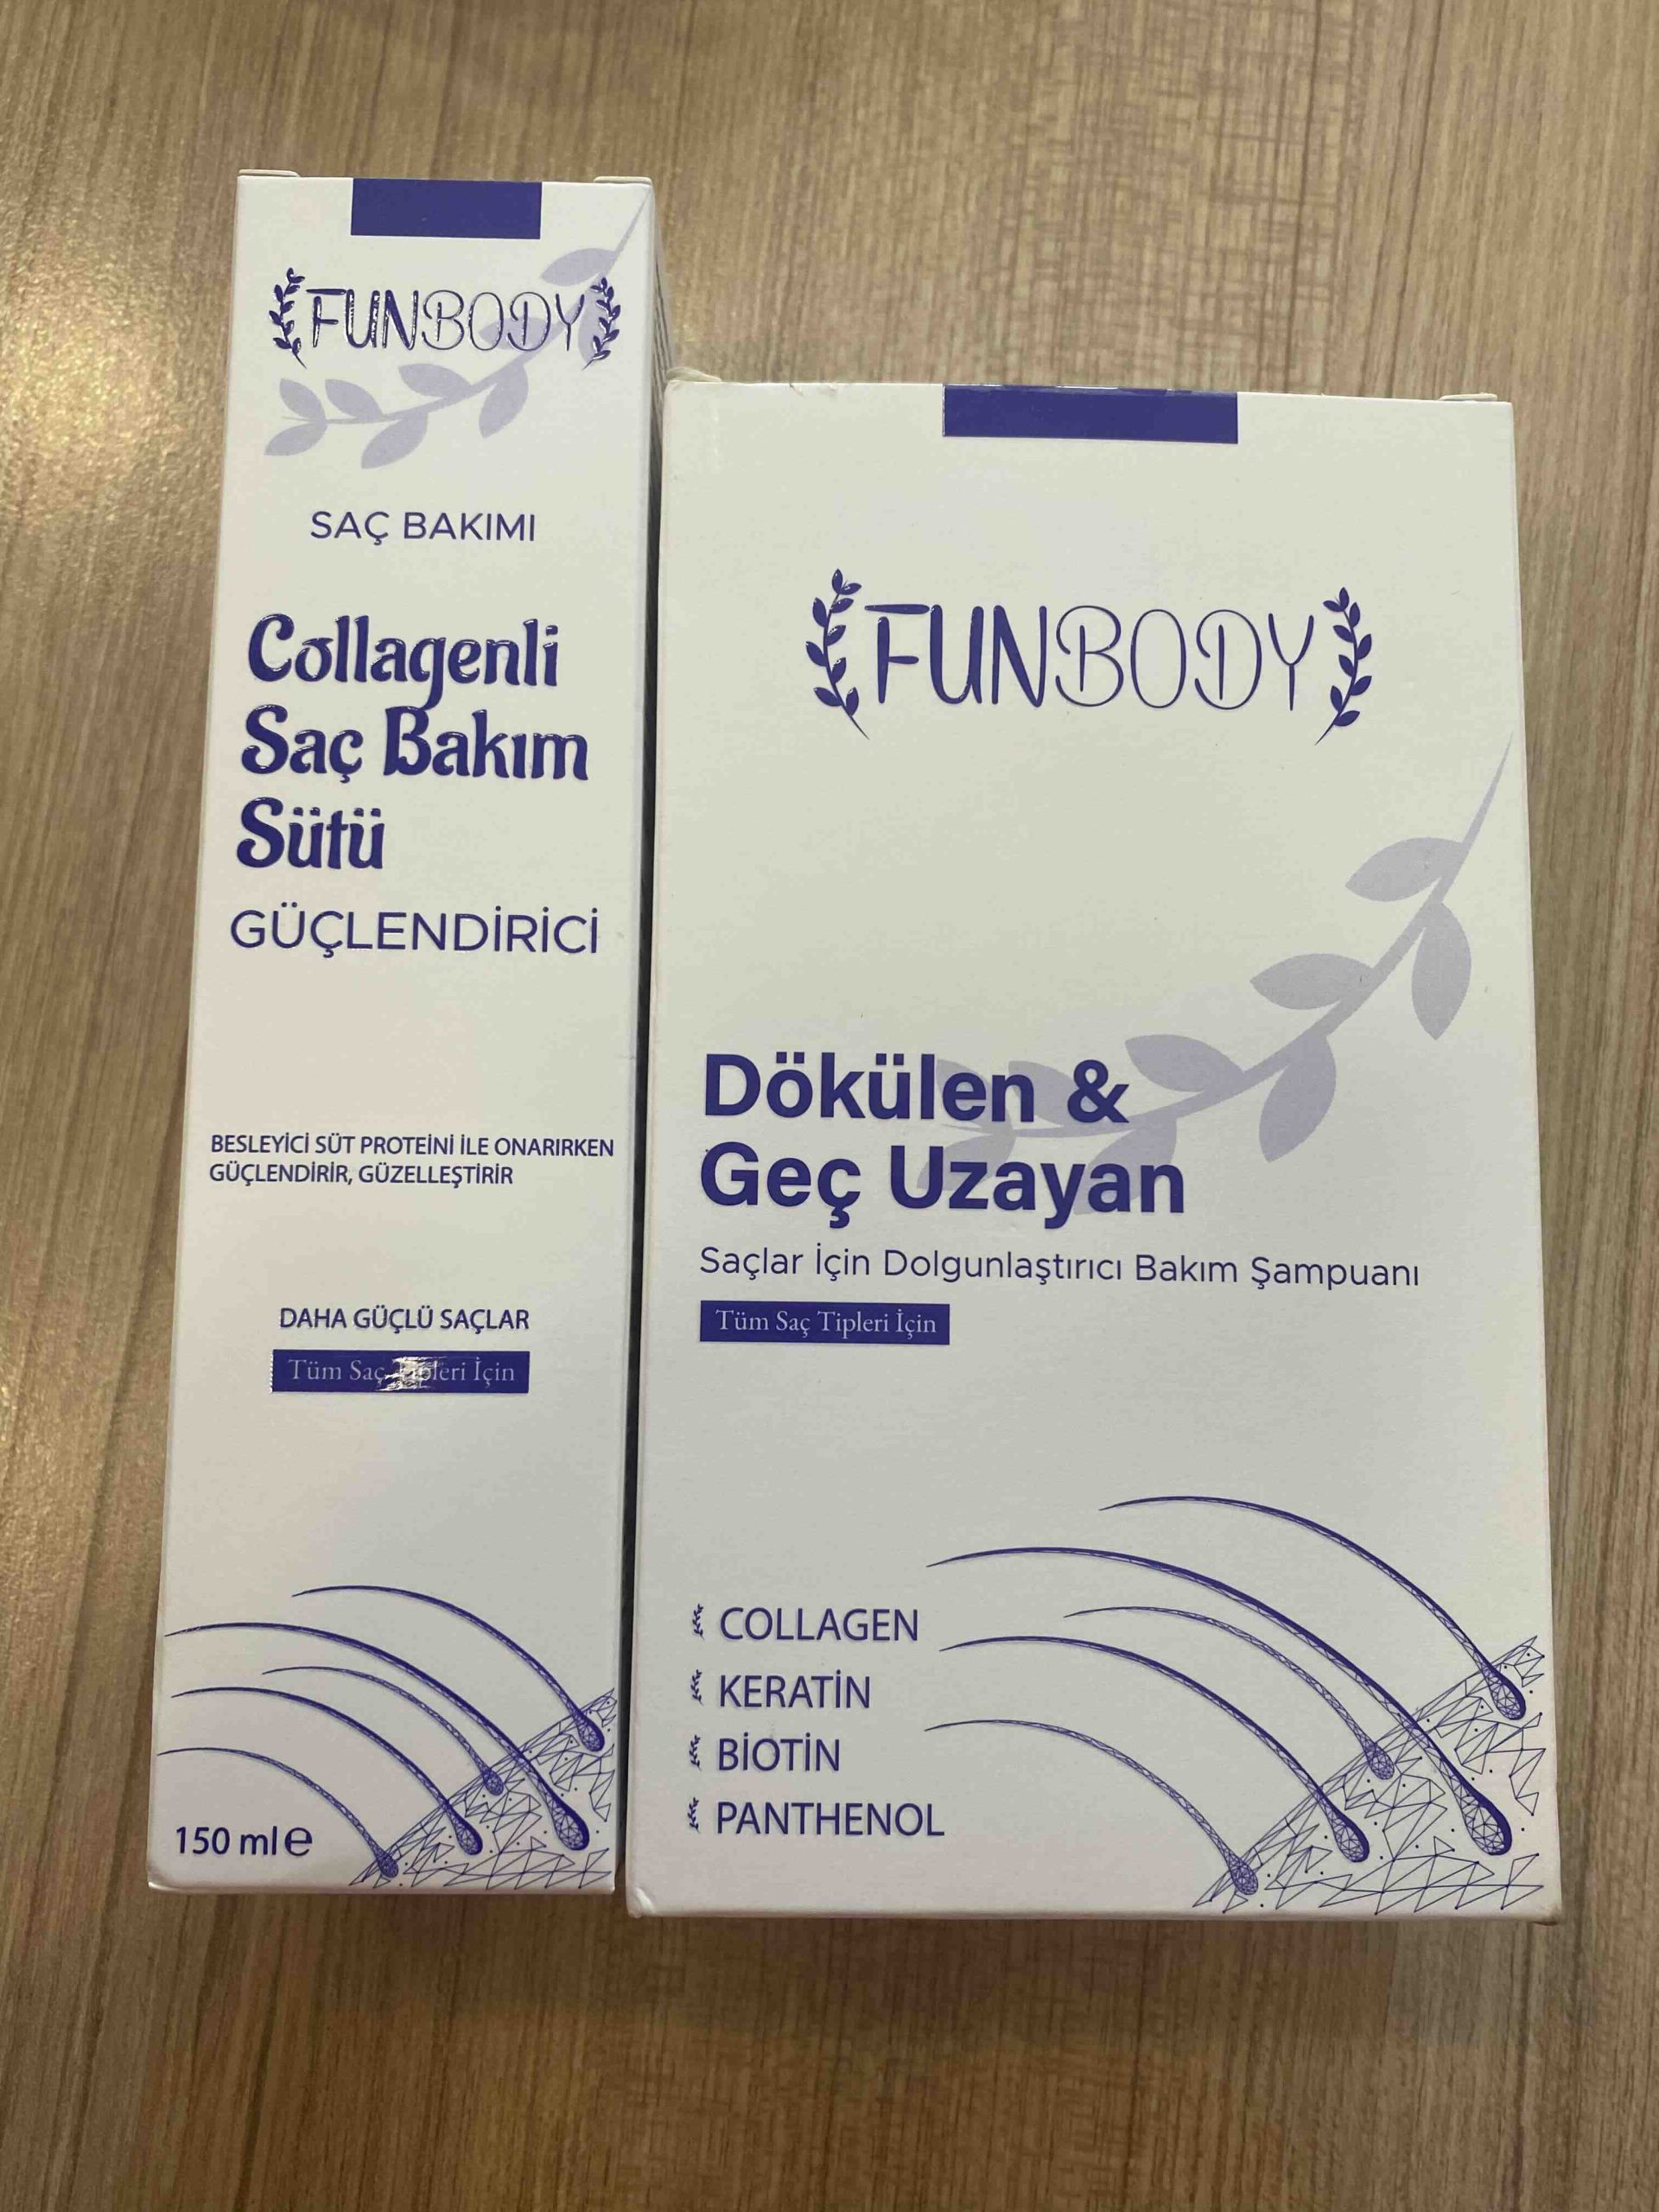 FUNBODY
SAÇ BAKIMI
Collagenli
Saç Bakım
Sütü
GÜÇLENDİRİCİ
BESLEYİCİ SÜT PROTEİNİ İLE ONARIRKEN
GÜÇLENDİRİR, GÜZELLEŞTİRİR
DAHA GÜÇLÜ SAÇLAR
Tüm Saç Tipleri İçin
150 ml e
FUNBODY
Dökülen &
Geç Uzayan
Saçlar İçin Dolgunlaştırıcı Bakım Şampuanı
Tüm Saç Tipleri İçin
COLLAGEN
KERATİN
BİOTİN
PANTHENOL